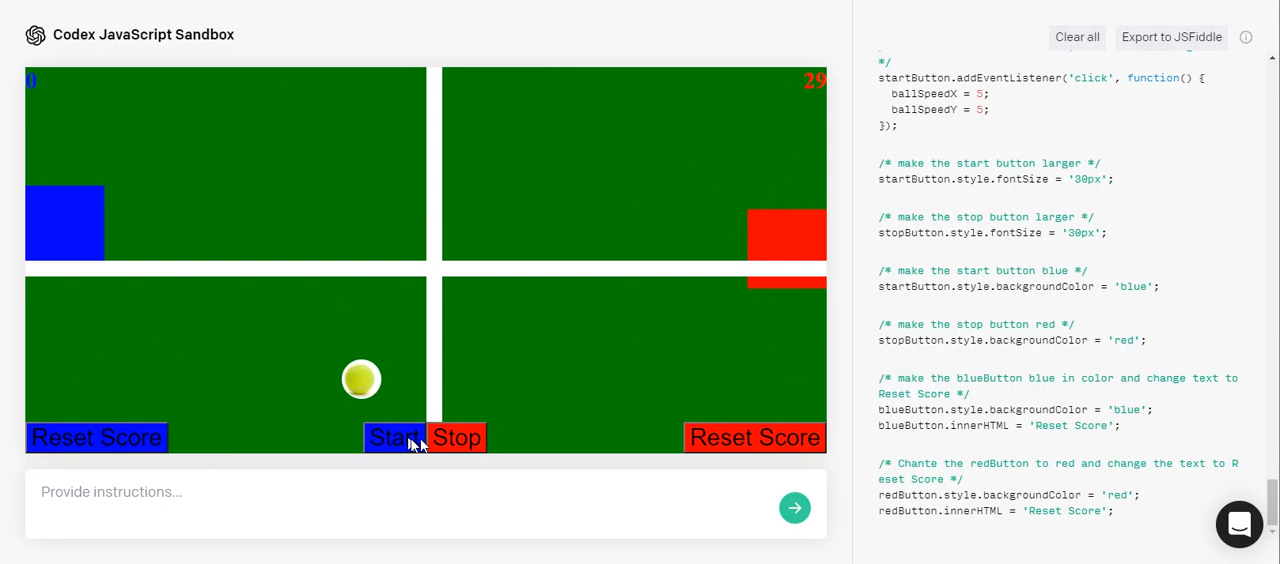 Codex JavaScript Sandbox
Clear all
Export to JSFiddle
0
29
Reset Score
Start
Stop
Reset Score
Provide instructions...
*/
startButton.addEventListener('click', function() {
ballSpeedX = 5;
ballSpeedY = 5;
});
/* make the start button larger */
startButton.style.fontSize = '30px';
/* make the stop button larger */
stopButton.style.fontSize = '30px';
/* make the start button blue */
startButton.style.backgroundColor = 'blue';
/* make the stop button red */
stopButton.style.backgroundColor = 'red';
/* make the blueButton blue in color and change text to
Reset Score */
blueButton.style.backgroundColor = 'blue';
blueButton.innerHTML = 'Reset Score';
/* Chante the redButton to red and change the text to R
eset Score */
redButton.style.backgroundColor = 'red';
redButton.innerHTML = 'Reset Score';